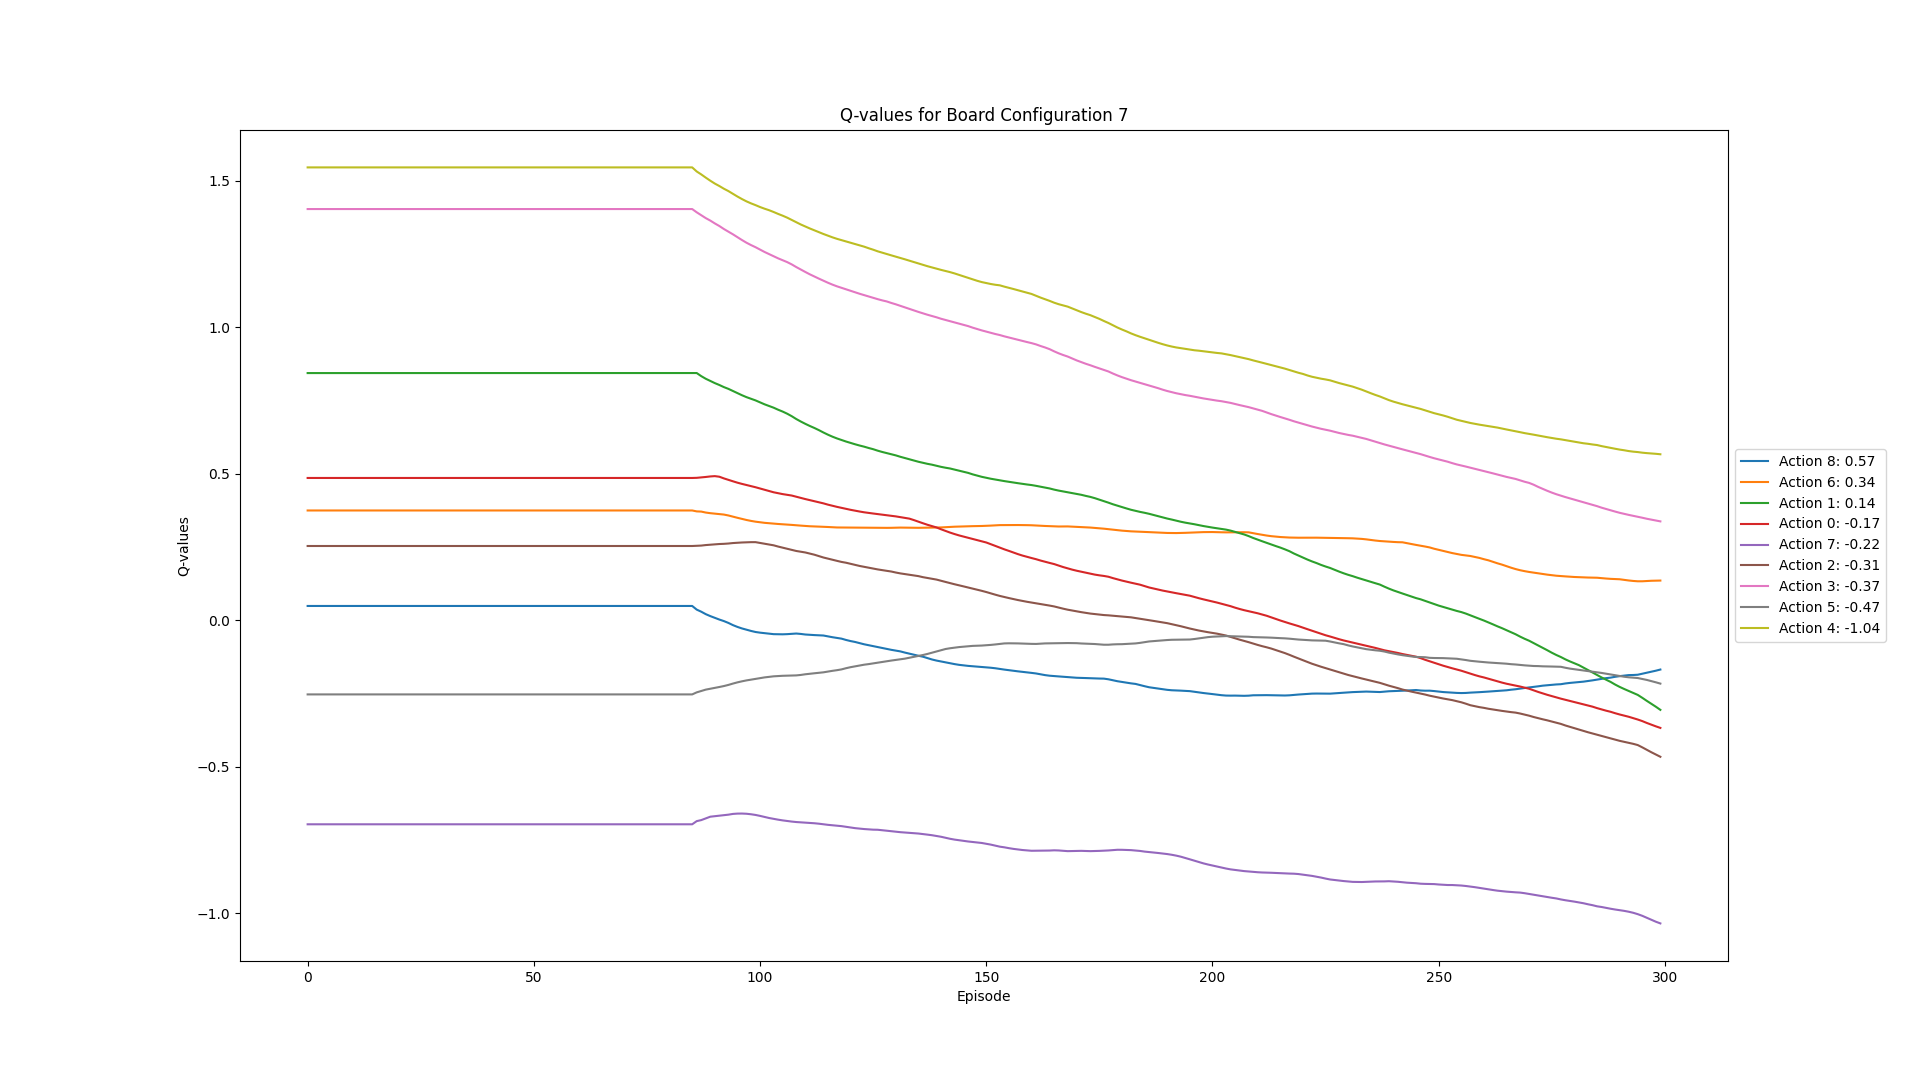 Q-values for Board Configuration 7
1.5
1.0
0.5
0.0
−0.5
−1.0
Q-values
0 50 100 150 200 250 300
Episode
Action 8: 0.57
Action 6: 0.34
Action 1: 0.14
Action 0: -0.17
Action 7: -0.22
Action 2: -0.31
Action 3: -0.37
Action 5: -0.47
Action 4: -1.04